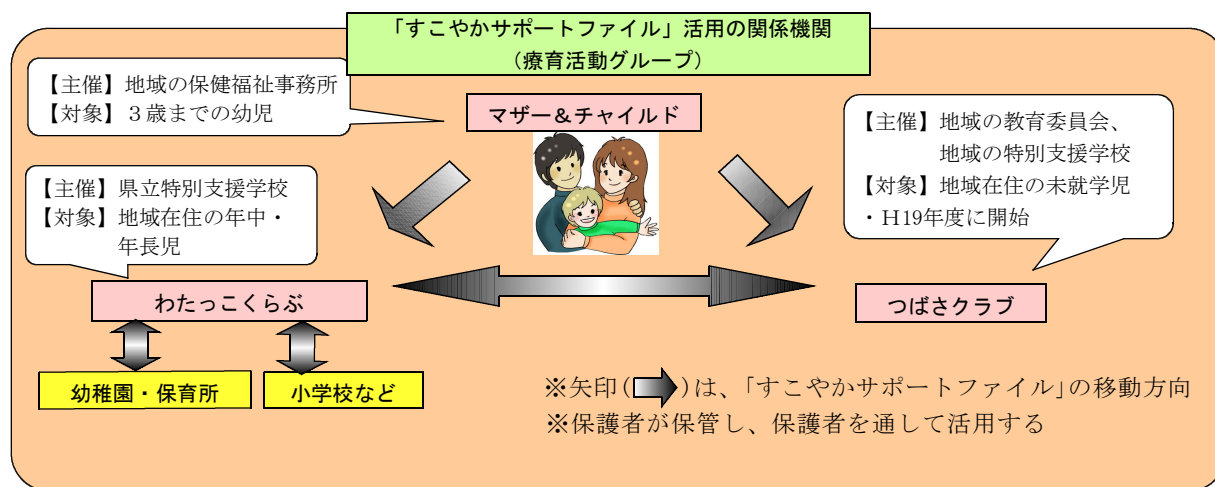 「すこやかサポートファイル」活用の関係機関
（療育活動グループ）
【主催】地域の保健福祉事務所
【対象】３歳までの幼児
マザー＆チャイルド
【主催】地域の教育委員会、
地域の特別支援学校
【対象】地域在住の未就学児
・Ｈ19年度に開始
【主催】県立特別支援学校
【対象】地域在住の年中・
年長児
わたっこくらぶ
つばさクラブ
幼稚園・保育所
小学校など
※矢印(　)は、「すこやかサポートファイル」の移動方向
※保護者が保管し、保護者を通して活用する